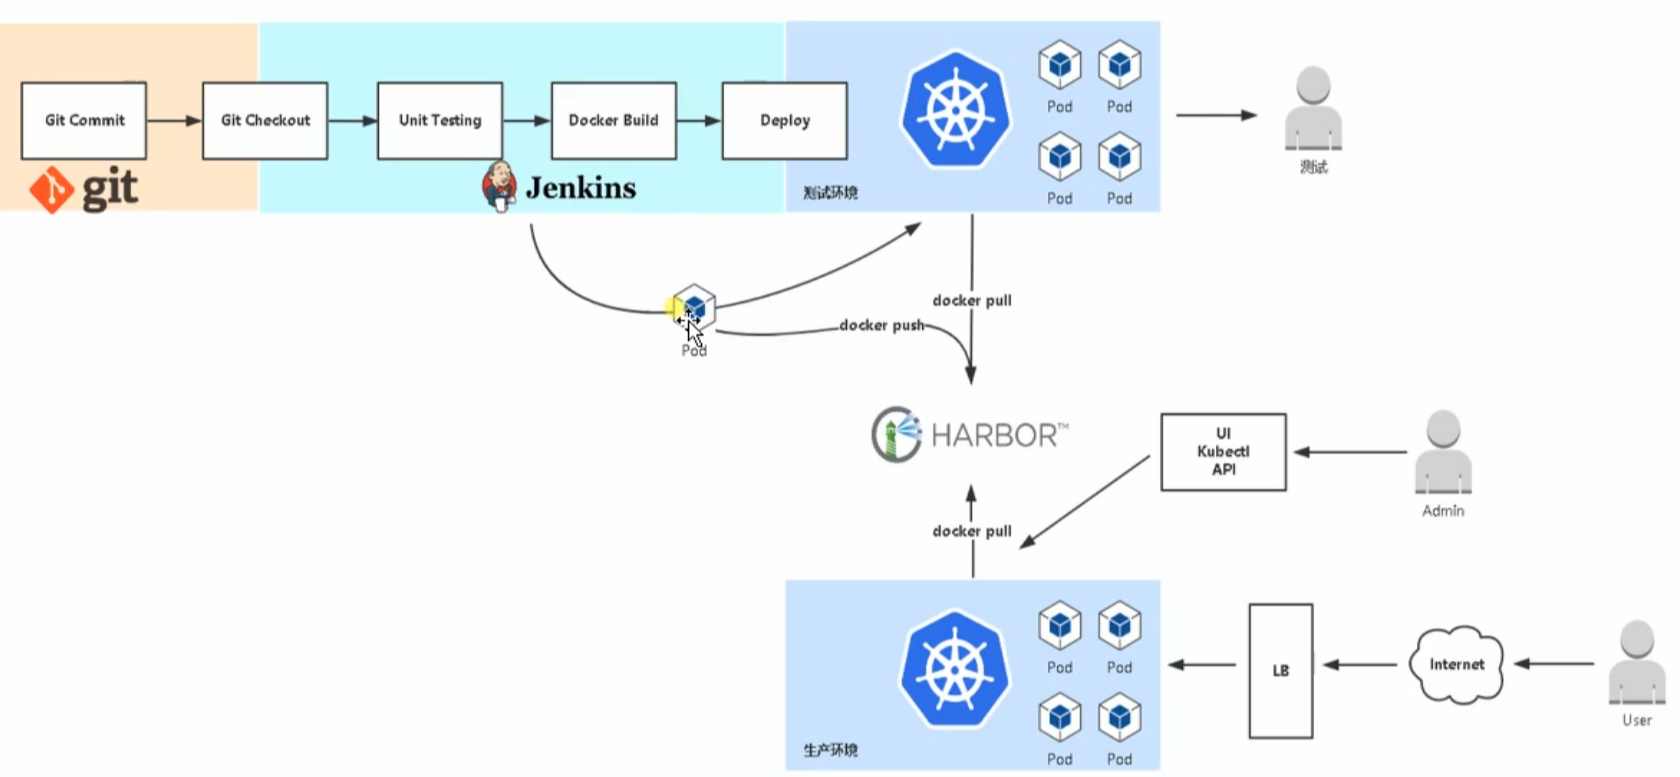 Git Commit
Git Checkout
Unit Testing
Docker Build
Deploy
git
Jenkins
测试环境
Pod
Pod
Pod
Pod
测试
Pod
docker pull
docker push
HARBOR™
UI
Kubectl
API
Admin
docker pull
生产环境
Pod
Pod
Pod
Pod
LB
Internet
User